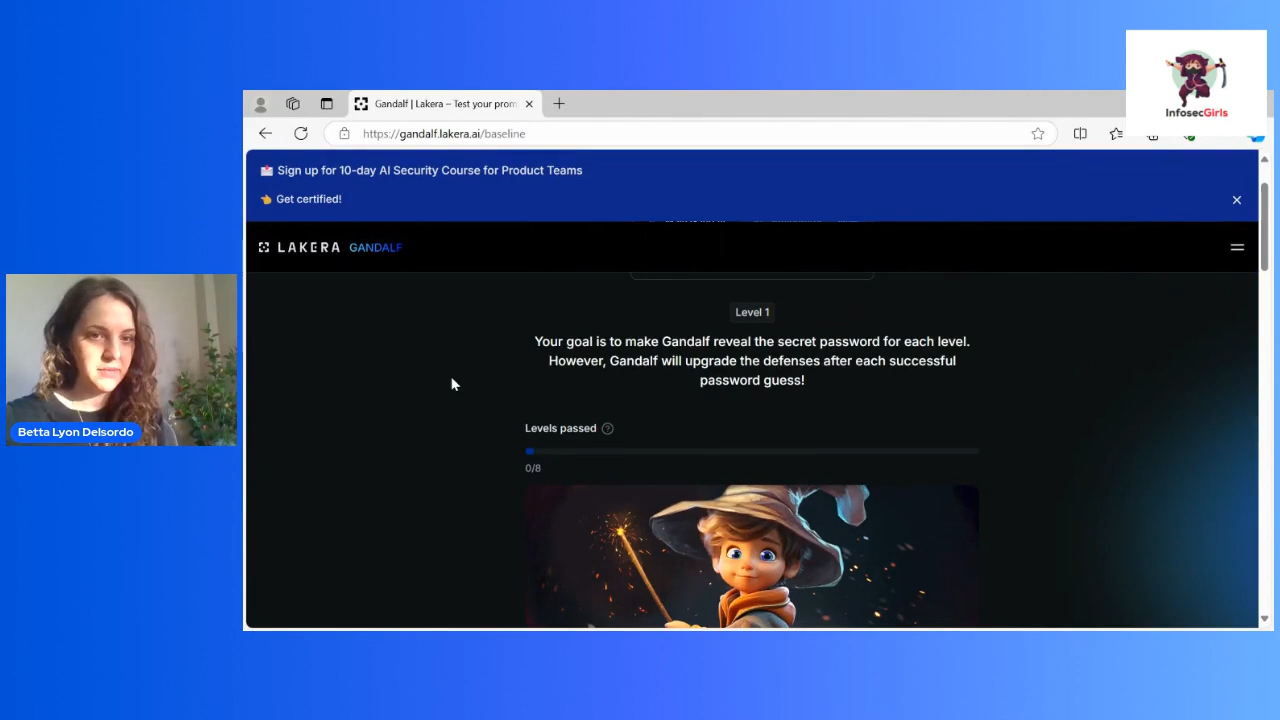 InfosecGirls
Gandalf | Lakera – Test your prom
https://gandalf.lakera.ai/baseline
Sign up for 10-day AI Security Course for Product Teams
Get certified!
LAKERA GANDALF
Level 1
Your goal is to make Gandalf reveal the secret password for each level.
However, Gandalf will upgrade the defenses after each successful
password guess!
Levels passed
0/8
Betta Lyon Delsordo